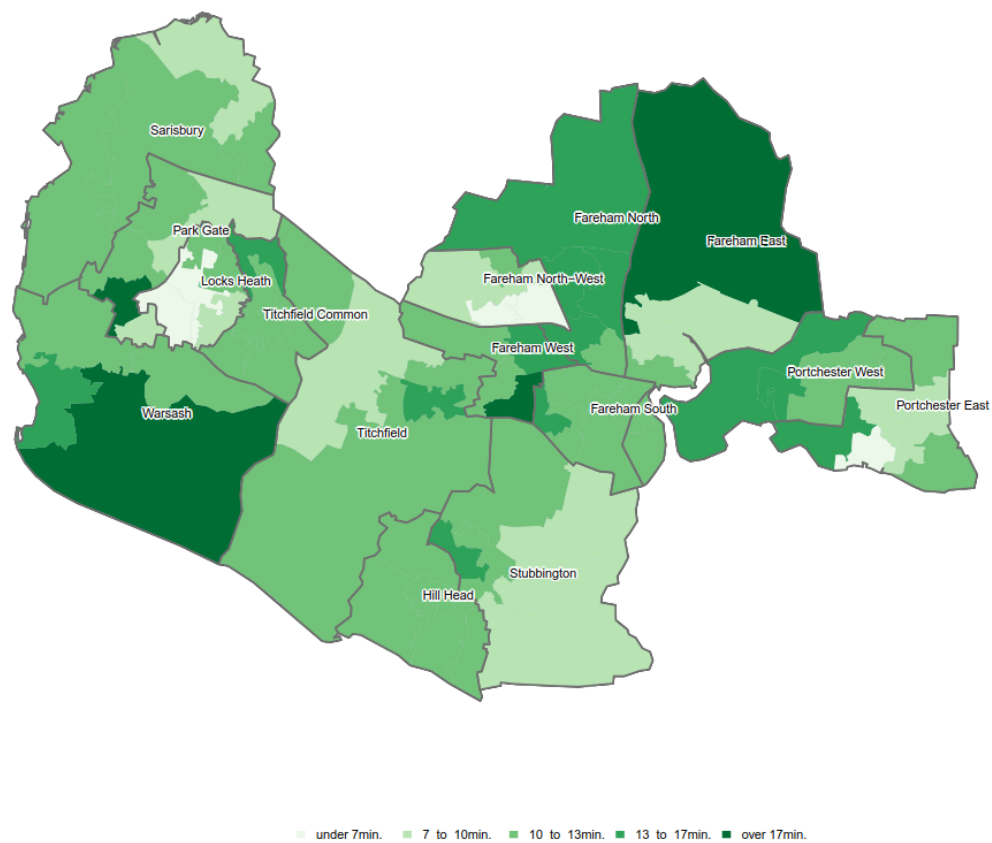 Sarisbury
Fareham North
Park Gate
Fareham East
Locks Heath
Fareham North-West
Titchfield Common
Fareham West
Portchester West
Warsash
Fareham South
Portchester East
Titchfield
Stubbington
Hill Head
under 7min. 7 to 10min. 10 to 13min. 13 to 17min. over 17min.